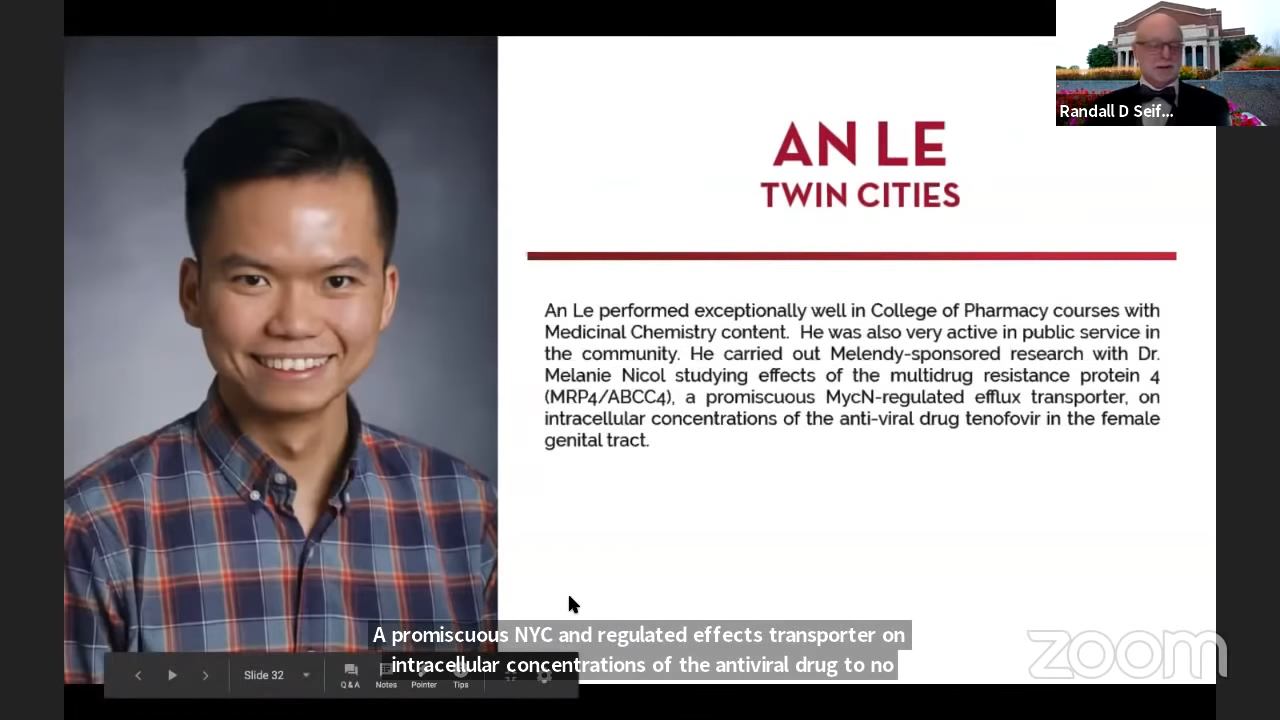 Randall D Seif...
AN LE
TWIN CITIES
An Le performed exceptionally well in College of Pharmacy courses with
Medicinal Chemistry content. He was also very active in public service in
the community. He carried out Melendy-sponsored research with Dr.
Melanie Nicol studying effects of the multidrug resistance protein 4
(MRP4/ABCC4), a promiscuous MycN-regulated efflux transporter, on
intracellular concentrations of the anti-viral drug tenofovir in the female
genital tract.
A promiscuous NYC and regulated effects transporter on
intracellular concentrations of the antiviral drug to no
Slide 32
Q & A
Notes
Pointer
Tips
zoom